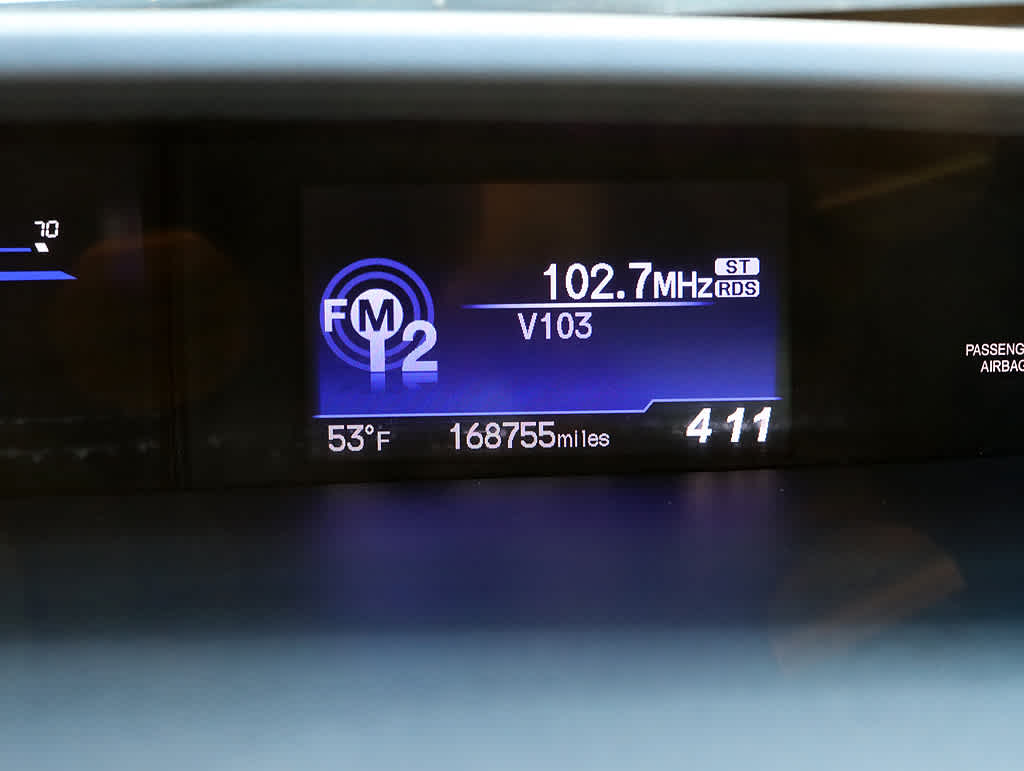 70
102.7MHz ST
RDS
FM 2
V103
PASSENG
AIRBAG
53°F 168755miles 4 11